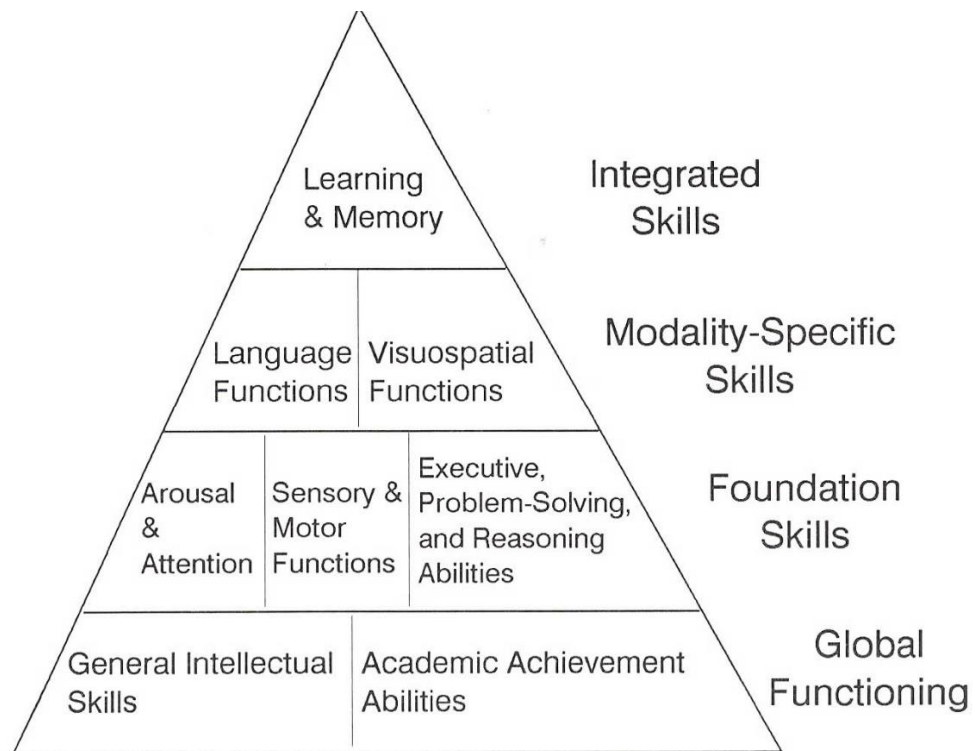 Learning
& Memory
Integrated
Skills
Language
Functions
Visuospatial
Functions
Modality-Specific
Skills
Arousal
&
Attention
Sensory &
Motor
Functions
Executive,
Problem-Solving,
and Reasoning
Abilities
Foundation
Skills
General Intellectual
Skills
Academic Achievement
Abilities
Global
Functioning